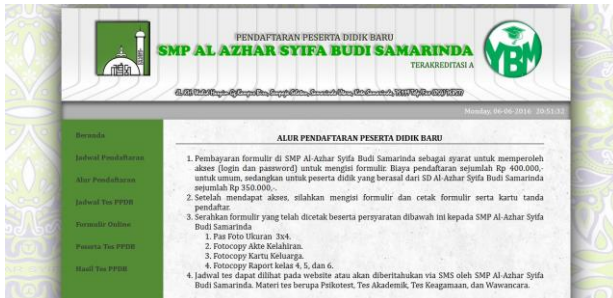 PENDAFTARAN PESERTA DIDIK BARU
SMP AL AZHAR SYIFA BUDI SAMARINDA
TERAKREDITASI A
YBM
Monday, 06-06-2016 20:51:32
Beranda
Jadwal Pendaftaran
Alur Pendaftaran
Jadwal Tes PPDB
Formulir Online
Peserta Tes PPDB
Hasil Tes PPDB
ALUR PENDAFTARAN PESERTA DIDIK BARU
1. Pembayaran formulir di SMP Al-Azhar Syifa Budi Samarinda sebagai syarat untuk memperoleh
akses (login dan password) untuk mengisi formulir. Biaya pendaftaran sejumlah Rp 400.000,-
untuk umum, sedangkan untuk peserta didik yang berasal dari SD Al-Azhar Syifa Budi Samarinda
sejumlah Rp 350.000,-.
2. Setelah mendapat akses, silahkan mengisi formulir dan cetak formulir serta kartu tanda
pendaftar.
3. Serahkan formulir yang telah dicetak beserta persyaratan dibawah ini kepada SMP Al-Azhar Syifa
Budi Samarinda
1. Pas Foto Ukuran 3x4.
2. Fotocopy Akte Kelahiran.
3. Fotocopy Kartu Keluarga.
4. Fotocopy Raport kelas 4, 5, dan 6.
4. Jadwal tes dapat dilihat pada website atau akan diberitahukan via SMS oleh SMP Al-Azhar Syifa
Budi Samarinda. Materi tes berupa Psikotest, Tes Akademik, Tes Keagamaan, dan Wawancara.